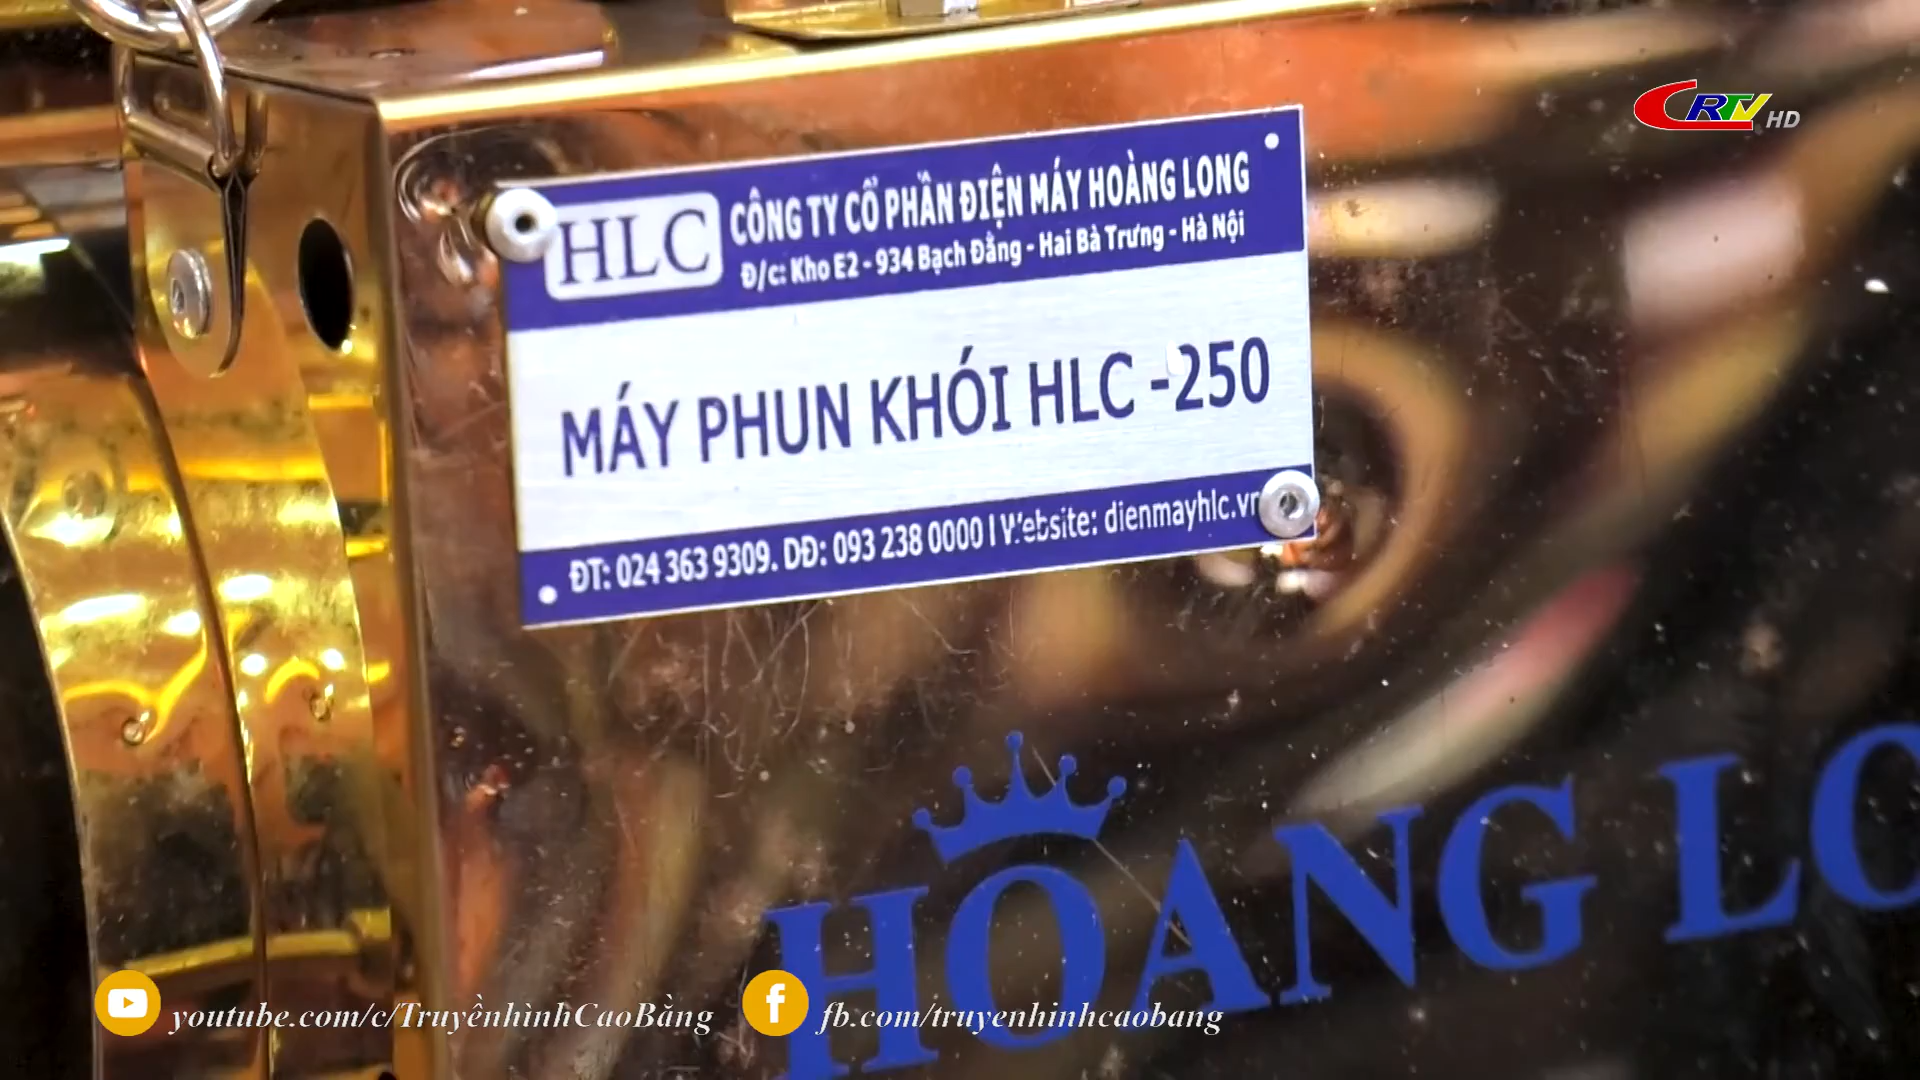 CRTV HD
HLC
CÔNG TY CỔ PHẦN ĐIỆN MÁY HOÀNG LONG
Đ/c: Kho E2 - 934 Bạch Đằng - Hai Bà Trưng - Hà Nội
MÁY PHUN KHÓI HLC -250
ĐT: 024 363 9309. DĐ: 093 238 0000 I Website: dienmayhlc.vn
HOANG LO
youtube.com/c/TruyềnhìnhCaoBằng
fb.com/truyenhinhcaobang